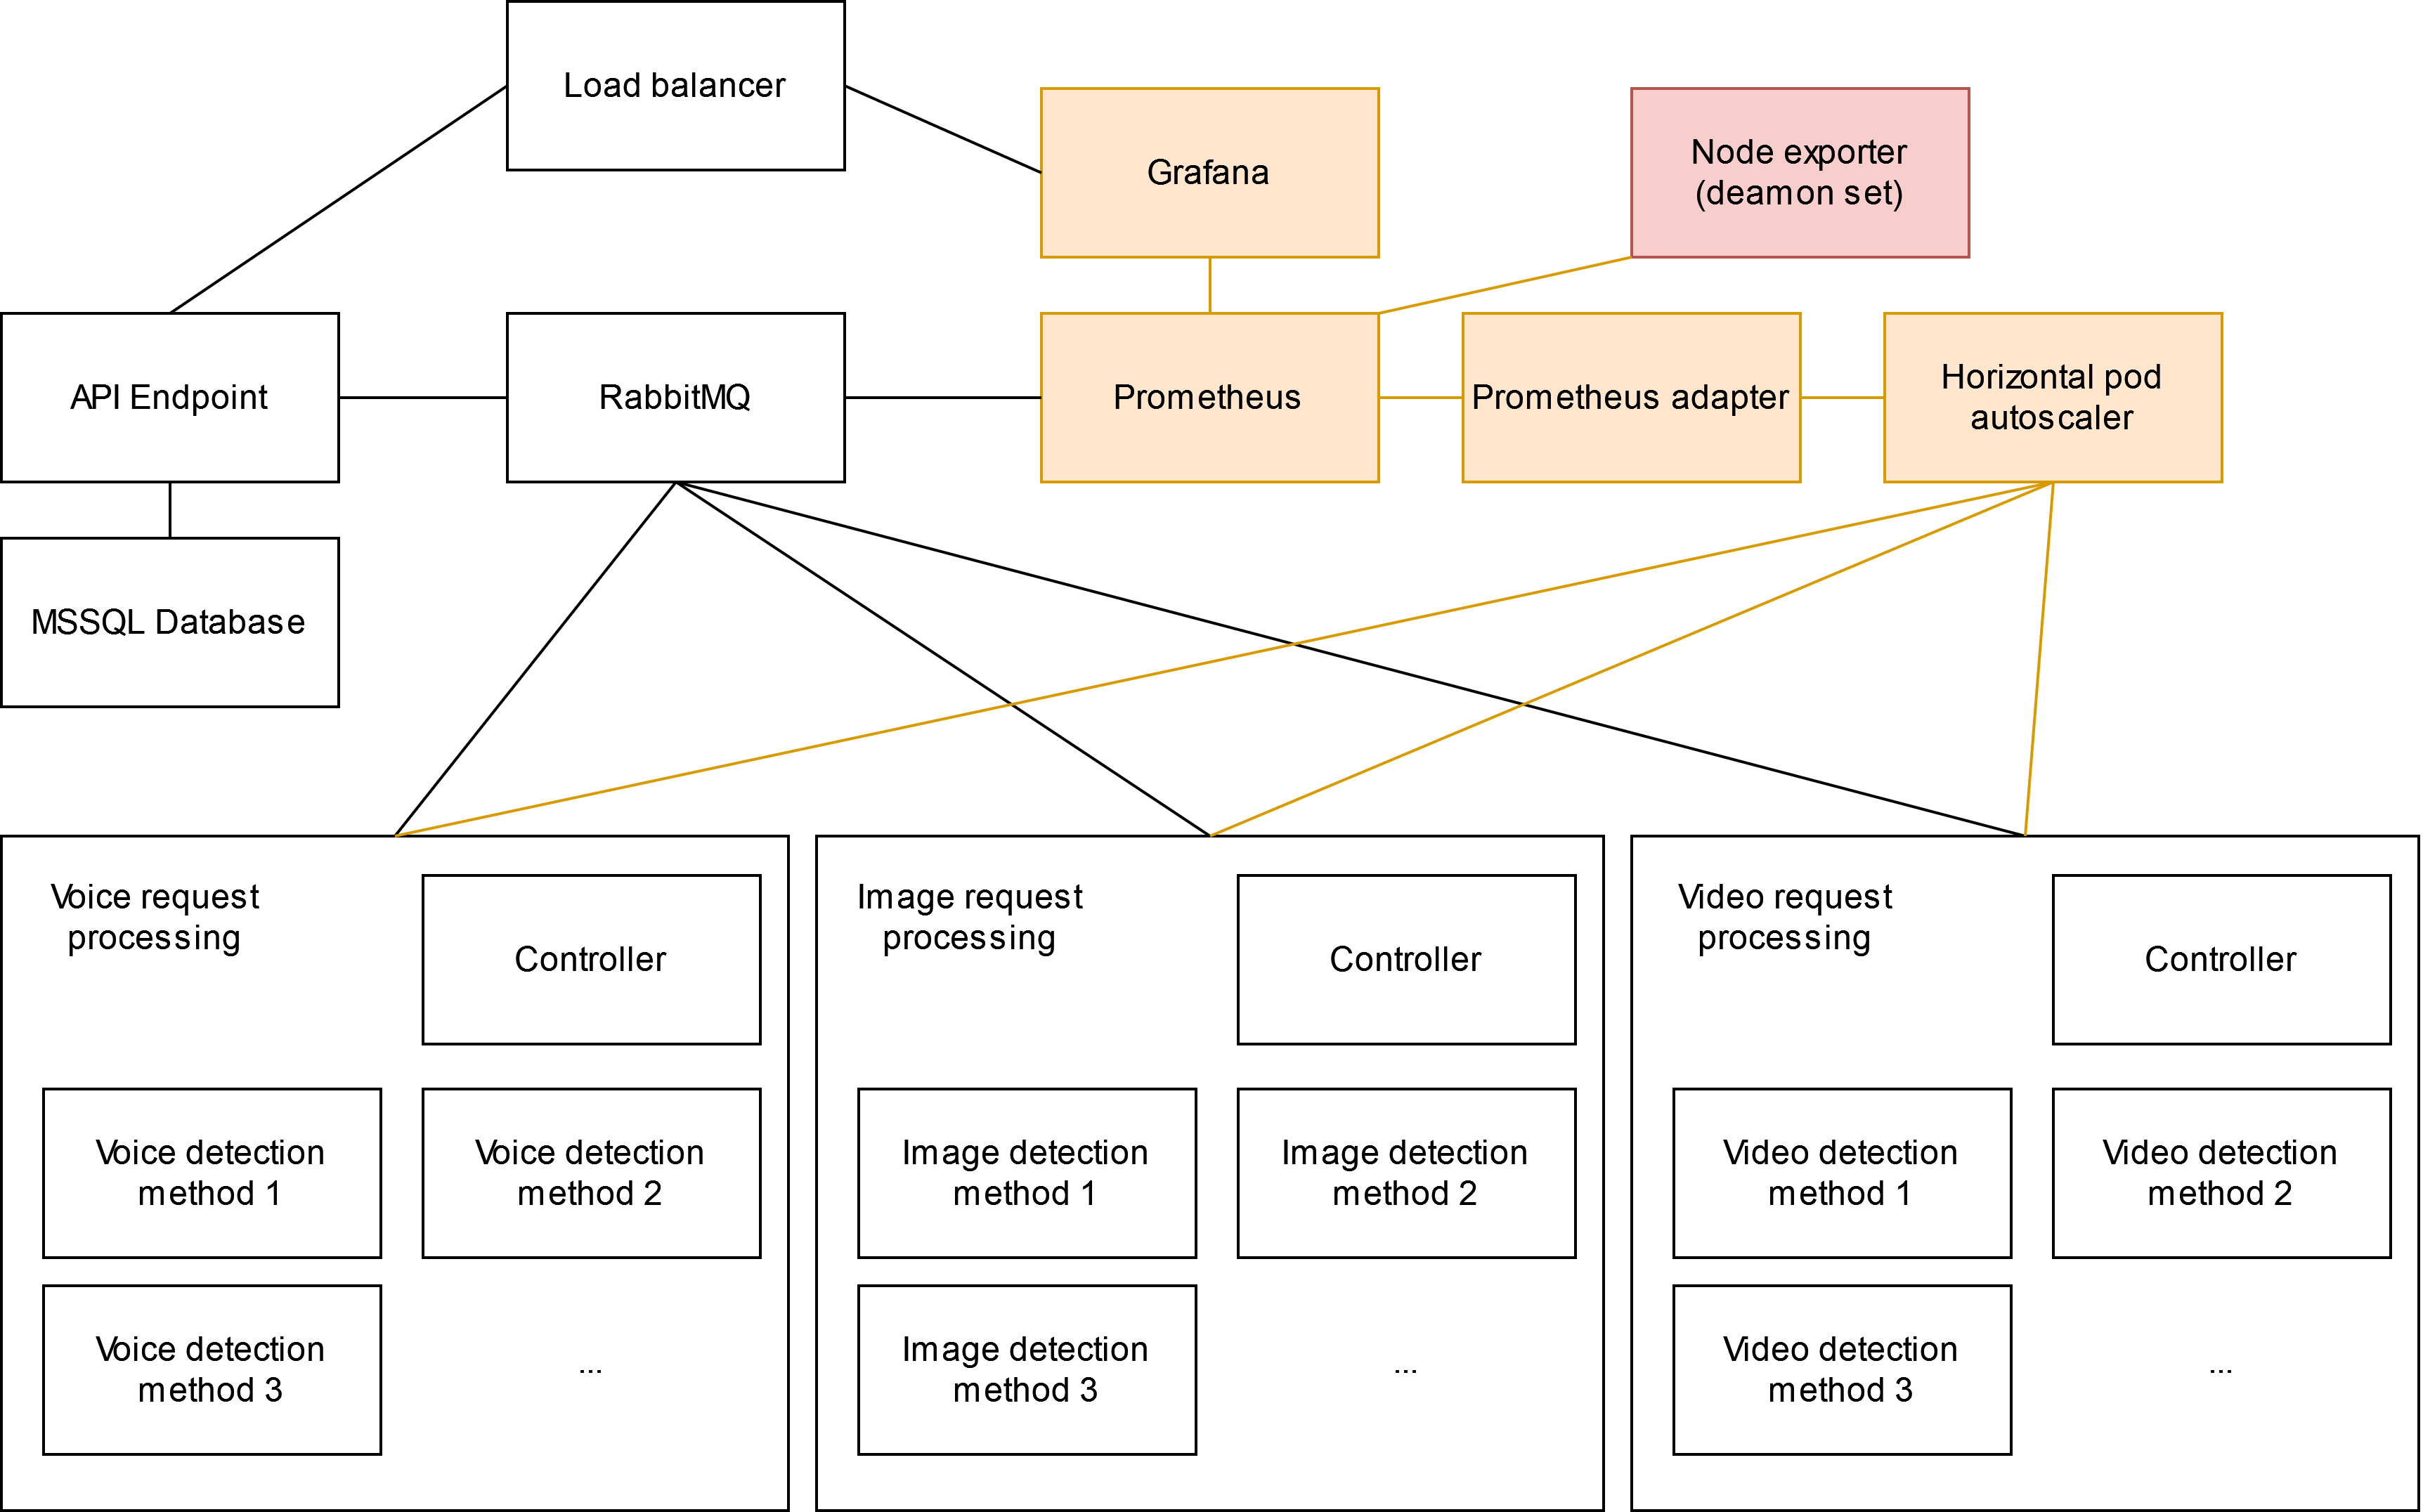 Load balancer
Grafana
Node exporter
(deamon set)
API Endpoint
RabbitMQ
Prometheus
Prometheus adapter
Horizontal pod
autoscaler
MSSQL Database
Voice request
processing
Controller
Voice detection
method 1
Voice detection
method 2
Voice detection
method 3
...
Image request
processing
Controller
Image detection
method 1
Image detection
method 2
Image detection
method 3
...
Video request
processing
Controller
Video detection
method 1
Video detection
method 2
Video detection
method 3
...